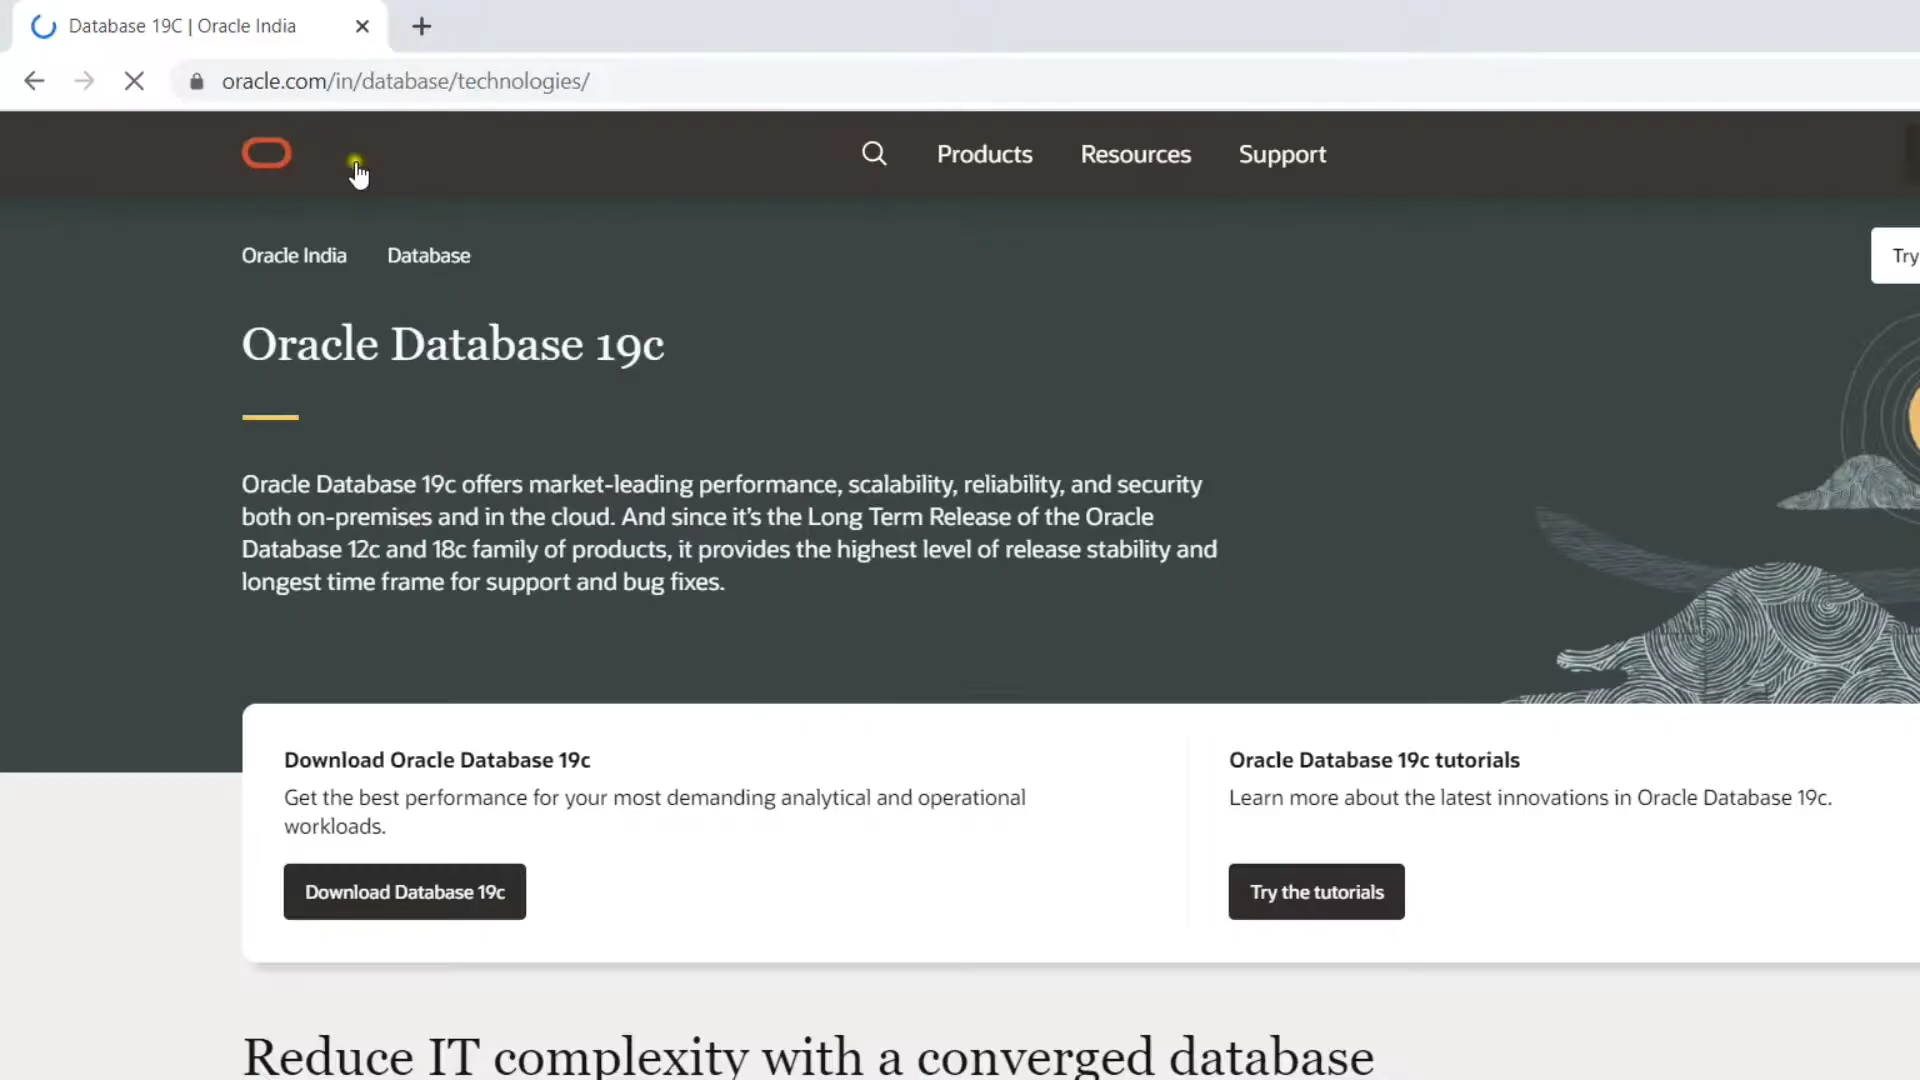 Database 19C | Oracle India
oracle.com/in/database/technologies/
Products
Resources
Support
Oracle India
Database
Try
Oracle Database 19c
Oracle Database 19c offers market-leading performance, scalability, reliability, and security
both on-premises and in the cloud. And since it’s the Long Term Release of the Oracle
Database 12c and 18c family of products, it provides the highest level of release stability and
longest time frame for support and bug fixes.
Download Oracle Database 19c
Get the best performance for your most demanding analytical and operational
workloads.
Download Database 19c
Oracle Database 19c tutorials
Learn more about the latest innovations in Oracle Database 19c.
Try the tutorials
Reduce IT complexity with a converged database